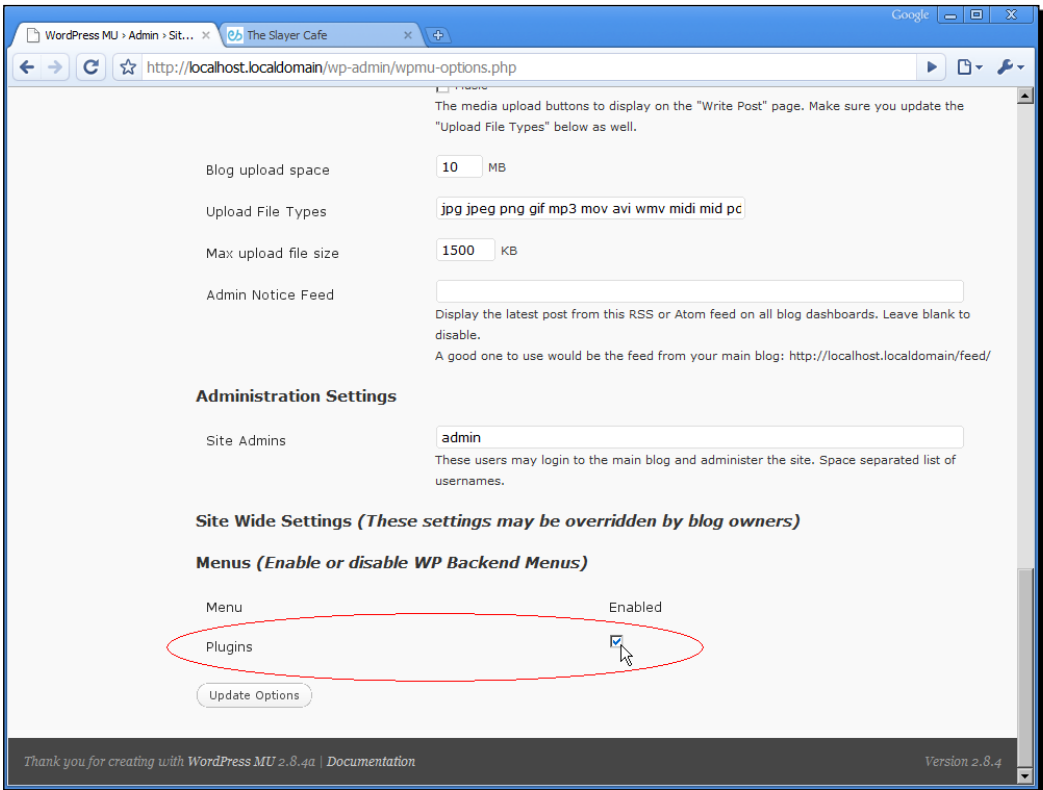 Google
WordPress MU › Admin › Sit...
The Slayer Cafe
http://localhost.localdomain/wp-admin/wpmu-options.php
Music
The media upload buttons to display on the "Write Post" page. Make sure you update the
"Upload File Types" below as well.
Blog upload space 10 MB
Upload File Types jpg jpeg png gif mp3 mov avi wmv midi mid
Max upload file size 1500 KB
Admin Notice Feed
Display the latest post from this RSS or Atom feed on all blog dashboards. Leave blank to
disable.
A good one to use would be the feed from your main blog: http://localhost.localdomain/feed/
Administration Settings
Site Admins admin
These users may login to the main blog and administer the site. Space separated list of
usernames.
Site Wide Settings (These settings may be overridden by blog owners)
Menus (Enable or disable WP Backend Menus)
Menu Enabled
Plugins
Update Options
Thank you for creating with WordPress MU 2.8.4a | Documentation Version 2.8.4